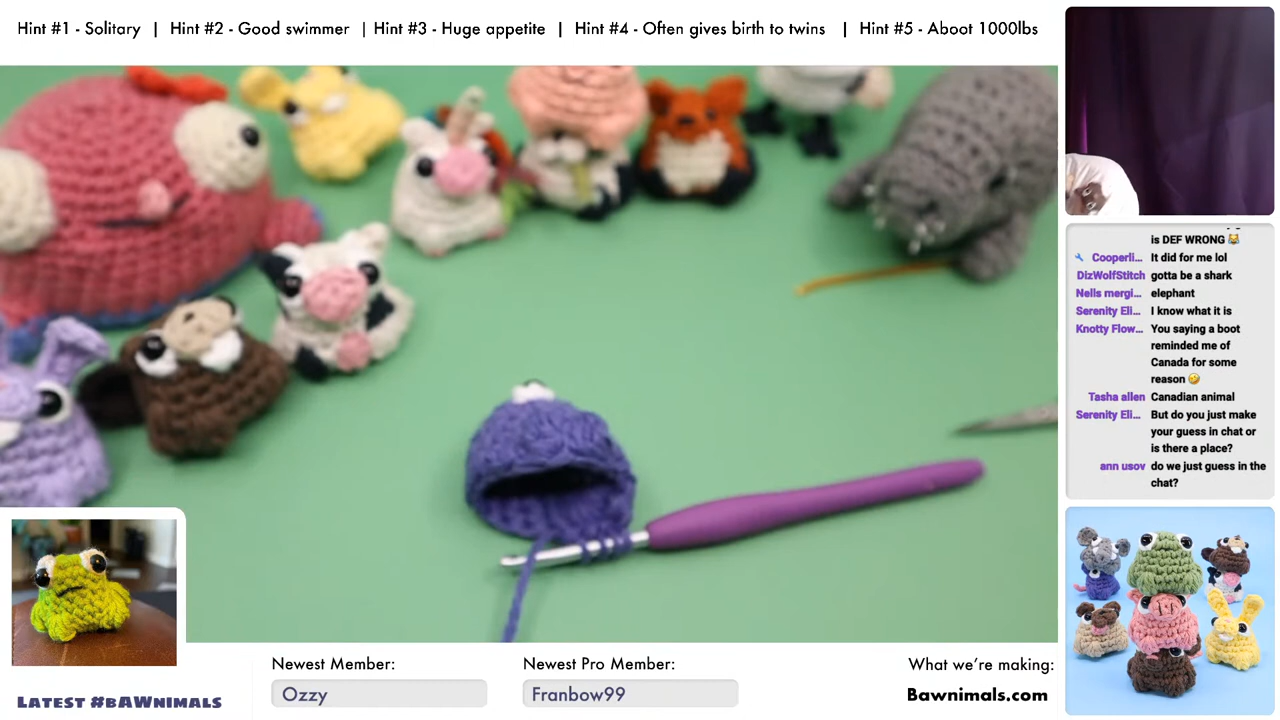 Hint #1 - Solitary | Hint #2 - Good swimmer | Hint #3 - Huge appetite | Hint #4 - Often gives birth to twins | Hint #5 - Aboot 1000lbs
is DEF WRONG 😹
Cooperli... It did for me lol
DizWolfStitch gotta be a shark
Nells mergi... elephant
Serenity Eli... I know what it is
Knotty Flow... You saying a boot
reminded me of
Canada for some
reason 🤣
Tasha allen Canadian animal
Serenity Eli... But do you just make
your guess in chat or
is there a place?
ann usov do we just guess in the
chat?
Newest Member:
Ozzy
Newest Pro Member:
Franbow99
What we're making:
Bawnimals.com
Latest #bAWnimals